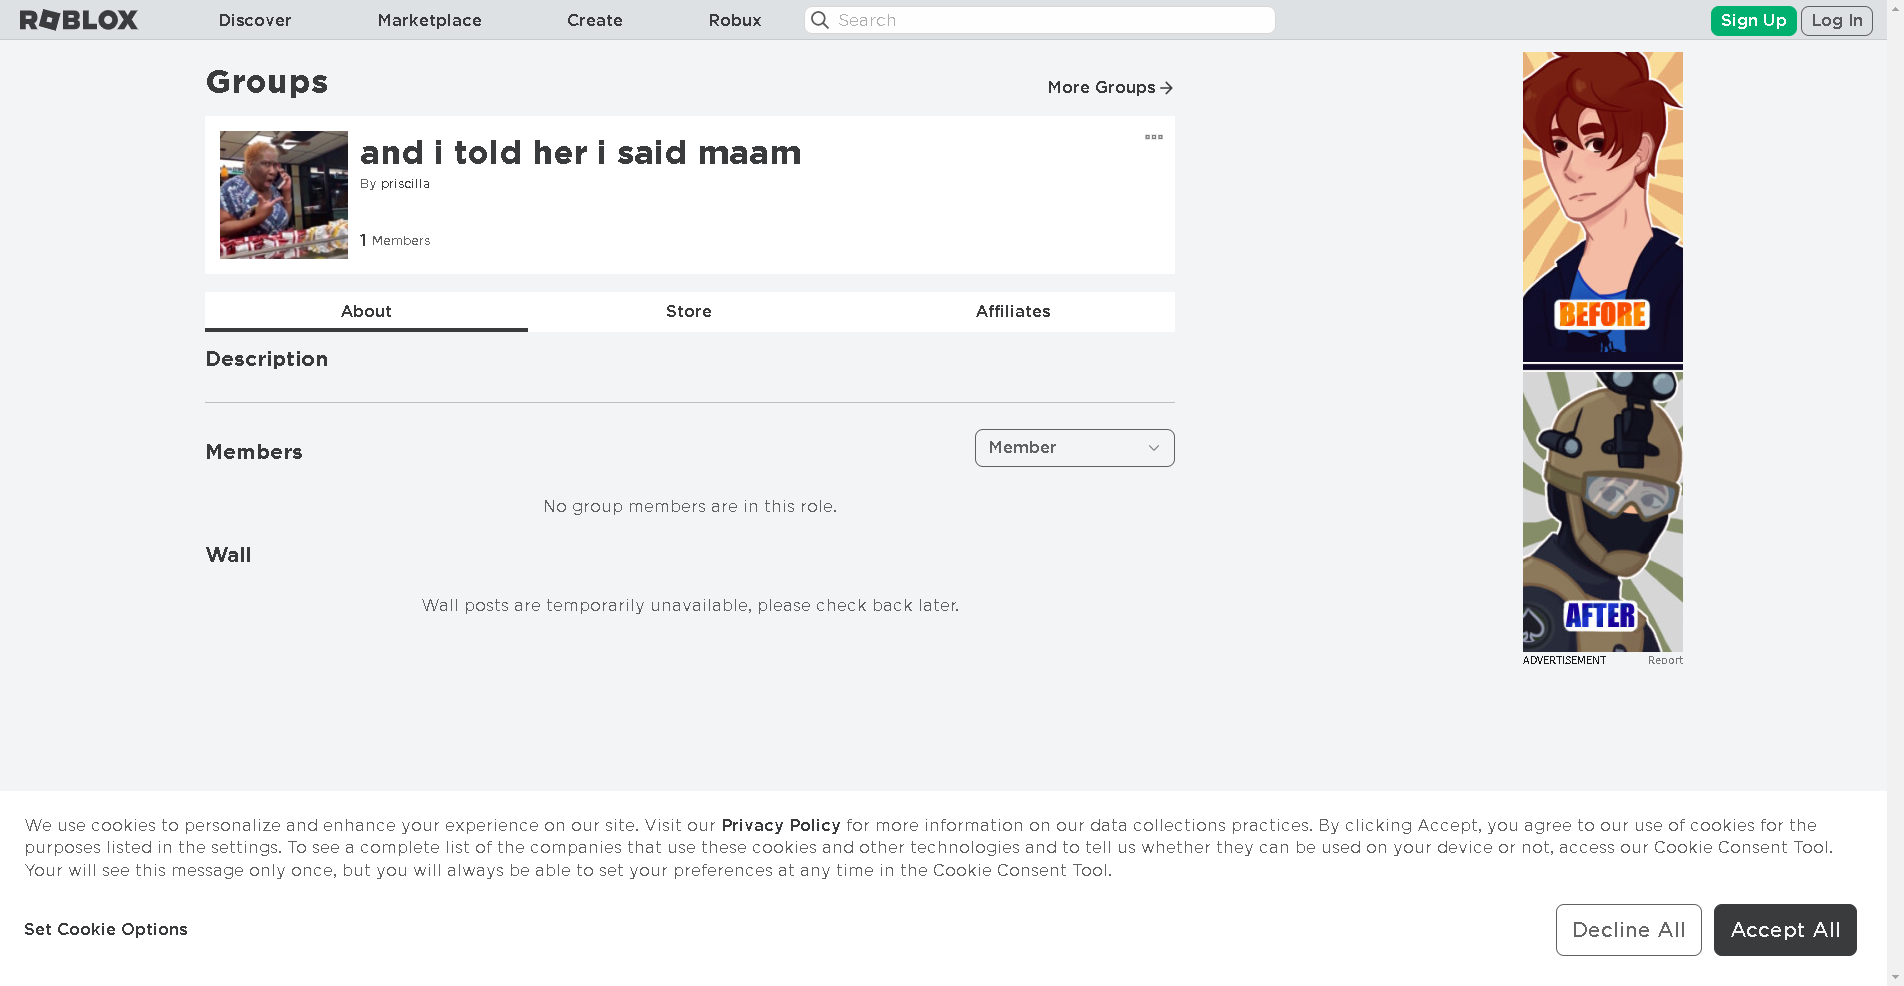 ROBLOX Discover Marketplace Create Robux Search Sign Up Log In
Groups
More Groups
and i told her i said maam
By priscilla
1 Members
About Store Affiliates
Description
Members
Member
No group members are in this role.
Wall
Wall posts are temporarily unavailable, please check back later.
BEFORE
AFTER
ADVERTISEMENT Report
We use cookies to personalize and enhance your experience on our site. Visit our Privacy Policy for more information on our data collections practices. By clicking Accept, you agree to our use of cookies for the
purposes listed in the settings. To see a complete list of the companies that use these cookies and other technologies and to tell us whether they can be used on your device or not, access our Cookie Consent Tool.
Your will see this message only once, but you will always be able to set your preferences at any time in the Cookie Consent Tool.
Set Cookie Options
Decline All
Accept All